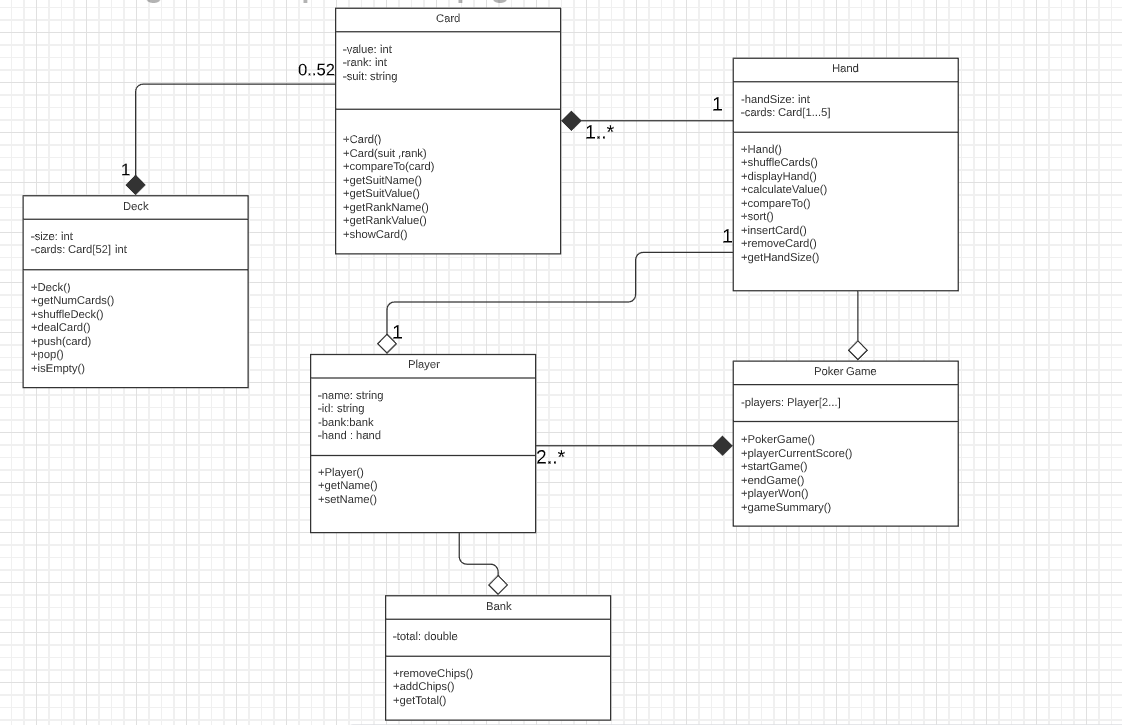 Card
-value: int
-rank: int
-suit: string
+Card()
+Card(suit ,rank)
+compareTo(card)
+getSuitName()
+getSuitValue()
+getRankName()
+getRankValue()
+showCard()
0..52
1
Deck
-size: int
-cards: Card[52] int
+Deck()
+getNumCards()
+shuffleDeck()
+dealCard()
+push(card)
+pop()
+isEmpty()
1
1..*
Hand
-handSize: int
-cards: Card[1...5]
+Hand()
+shuffleCards()
+displayHand()
+calculateValue()
+compareTo()
+sort()
+insertCard()
+removeCard()
+getHandSize()
1
1
Player
-name: string
-id: string
-bank:bank
-hand : hand
+Player()
+getName()
+setName()
2..*
Poker Game
-players: Player[2...]
+PokerGame()
+playerCurrentScore()
+startGame()
+endGame()
+playerWon()
+gameSummary()
Bank
-total: double
+removeChips()
+addChips()
+getTotal()